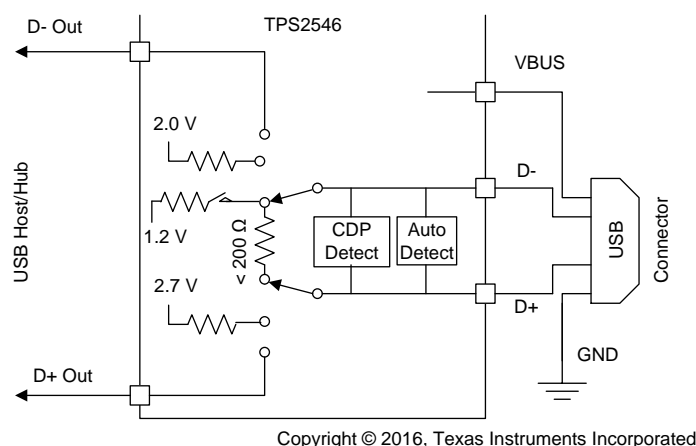 D- Out
TPS2546
VBUS
2.0 V
D-
1.2 V
< 200 Ω
CDP
Detect
Auto
Detect
USB Host/Hub
USB
Connector
2.7 V
D+
GND
D+ Out
Copyright © 2016, Texas Instruments Incorporated